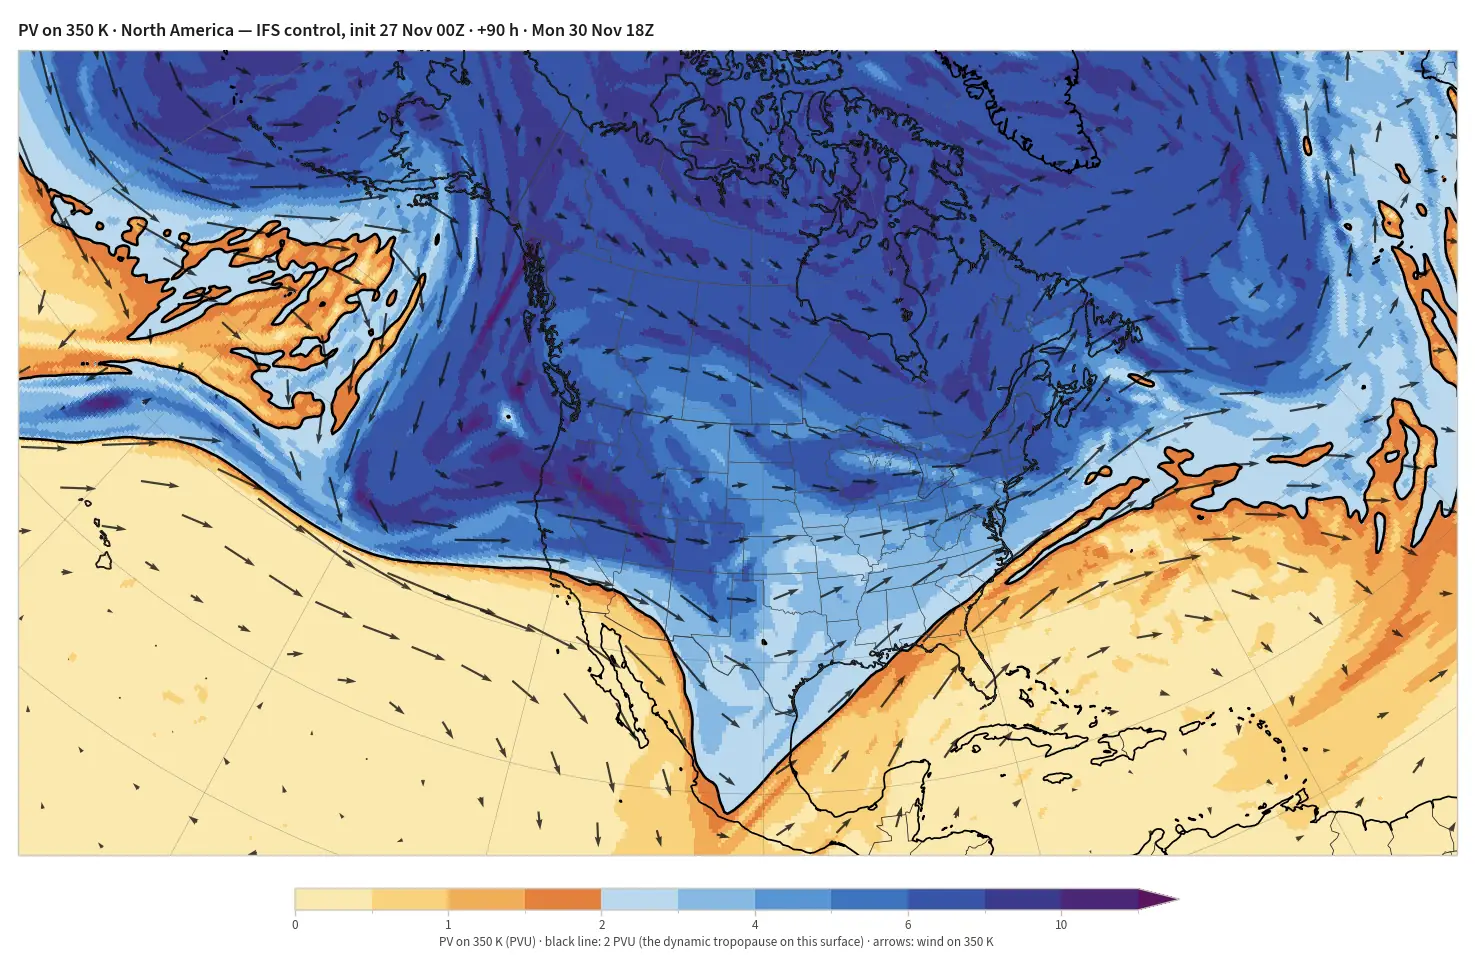 PV on 350 K · North America — IFS control, init 27 Nov 00Z · +90 h · Mon 30 Nov 18Z
0 1 2 4 6 10
PV on 350 K (PVU) · black line: 2 PVU (the dynamic tropopause on this surface) · arrows: wind on 350 K